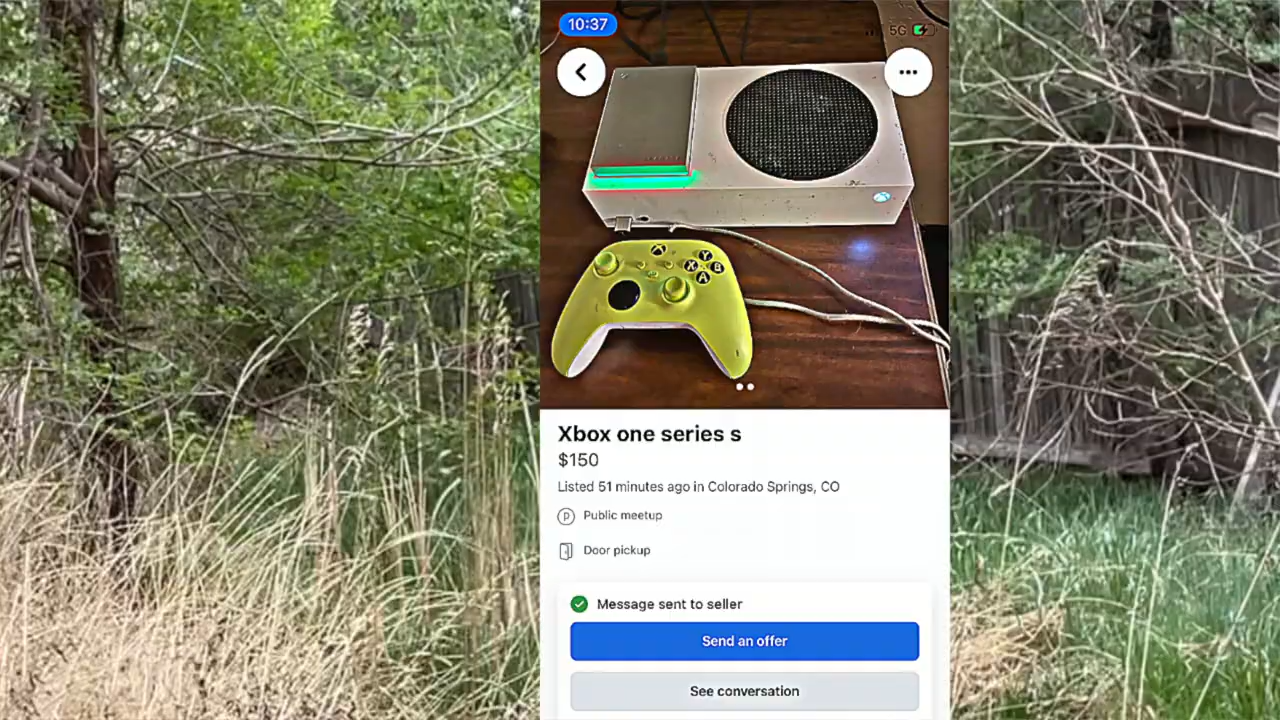 10:37
5G
Y
X B
A
Xbox one series s
$150
Listed 51 minutes ago in Colorado Springs, CO
P Public meetup
Door pickup
Message sent to seller
Send an offer
See conversation